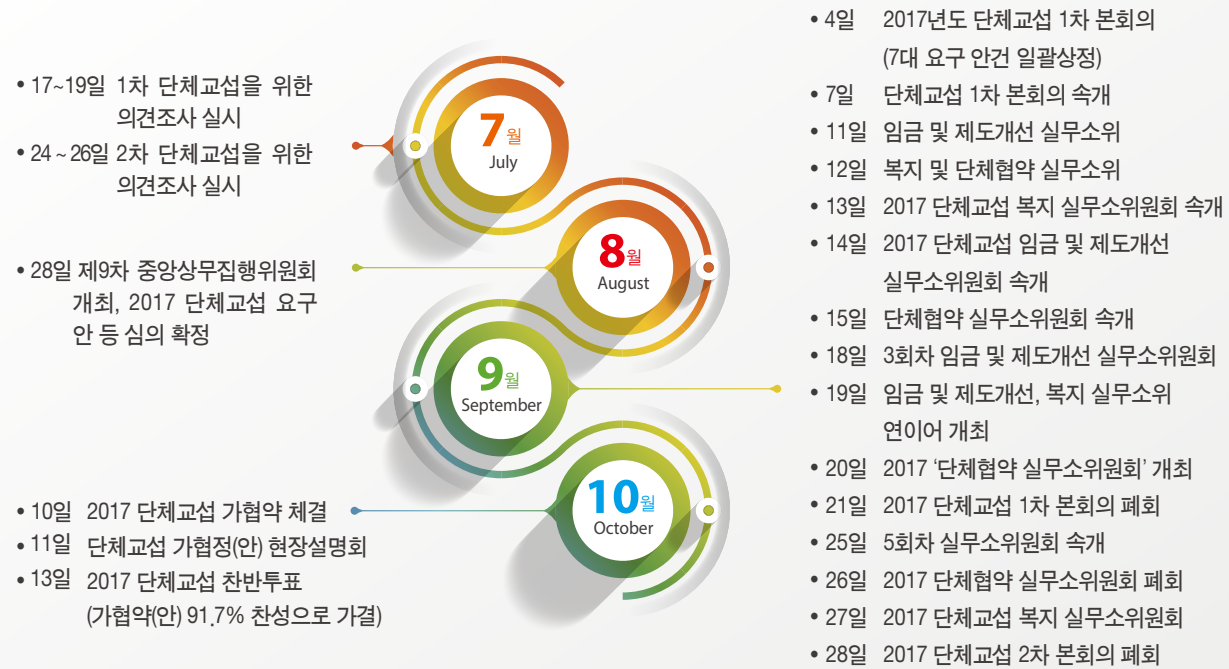 • 17~19일 1차 단체교섭을 위한
의견조사 실시
• 24~26일 2차 단체교섭을 위한
의견조사 실시
7월
July
8월
August
• 28일 제9차 중앙상무집행위원회
개최, 2017 단체교섭 요구
안 등 심의 확정
9월
September
• 4일 2017년도 단체교섭 1차 본회의
(7대 요구 안건 일괄상정)
• 7일 단체교섭 1차 본회의 속개
• 11일 임금 및 제도개선 실무소위
• 12일 복지 및 단체협약 실무소위
• 13일 2017 단체교섭 복지 실무소위원회 속개
• 14일 2017 단체교섭 임금 및 제도개선
실무소위원회 속개
• 15일 단체협약 실무소위원회 속개
• 18일 3회차 임금 및 제도개선 실무소위원회
• 19일 임금 및 제도개선, 복지 실무소위
연이어 개최
• 20일 2017 ‘단체협약 실무소위원회’ 개최
• 21일 2017 단체교섭 1차 본회의 폐회
• 25일 5회차 실무소위원회 속개
• 26일 2017 단체협약 실무소위원회 폐회
• 27일 2017 단체교섭 복지 실무소위원회
• 28일 2017 단체교섭 2차 본회의 폐회
10월
October
• 10일 2017 단체교섭 가협약 체결
• 11일 단체교섭 가협정(안) 현장설명회
• 13일 2017 단체교섭 찬반투표
(가협약(안) 91.7% 찬성으로 가결)